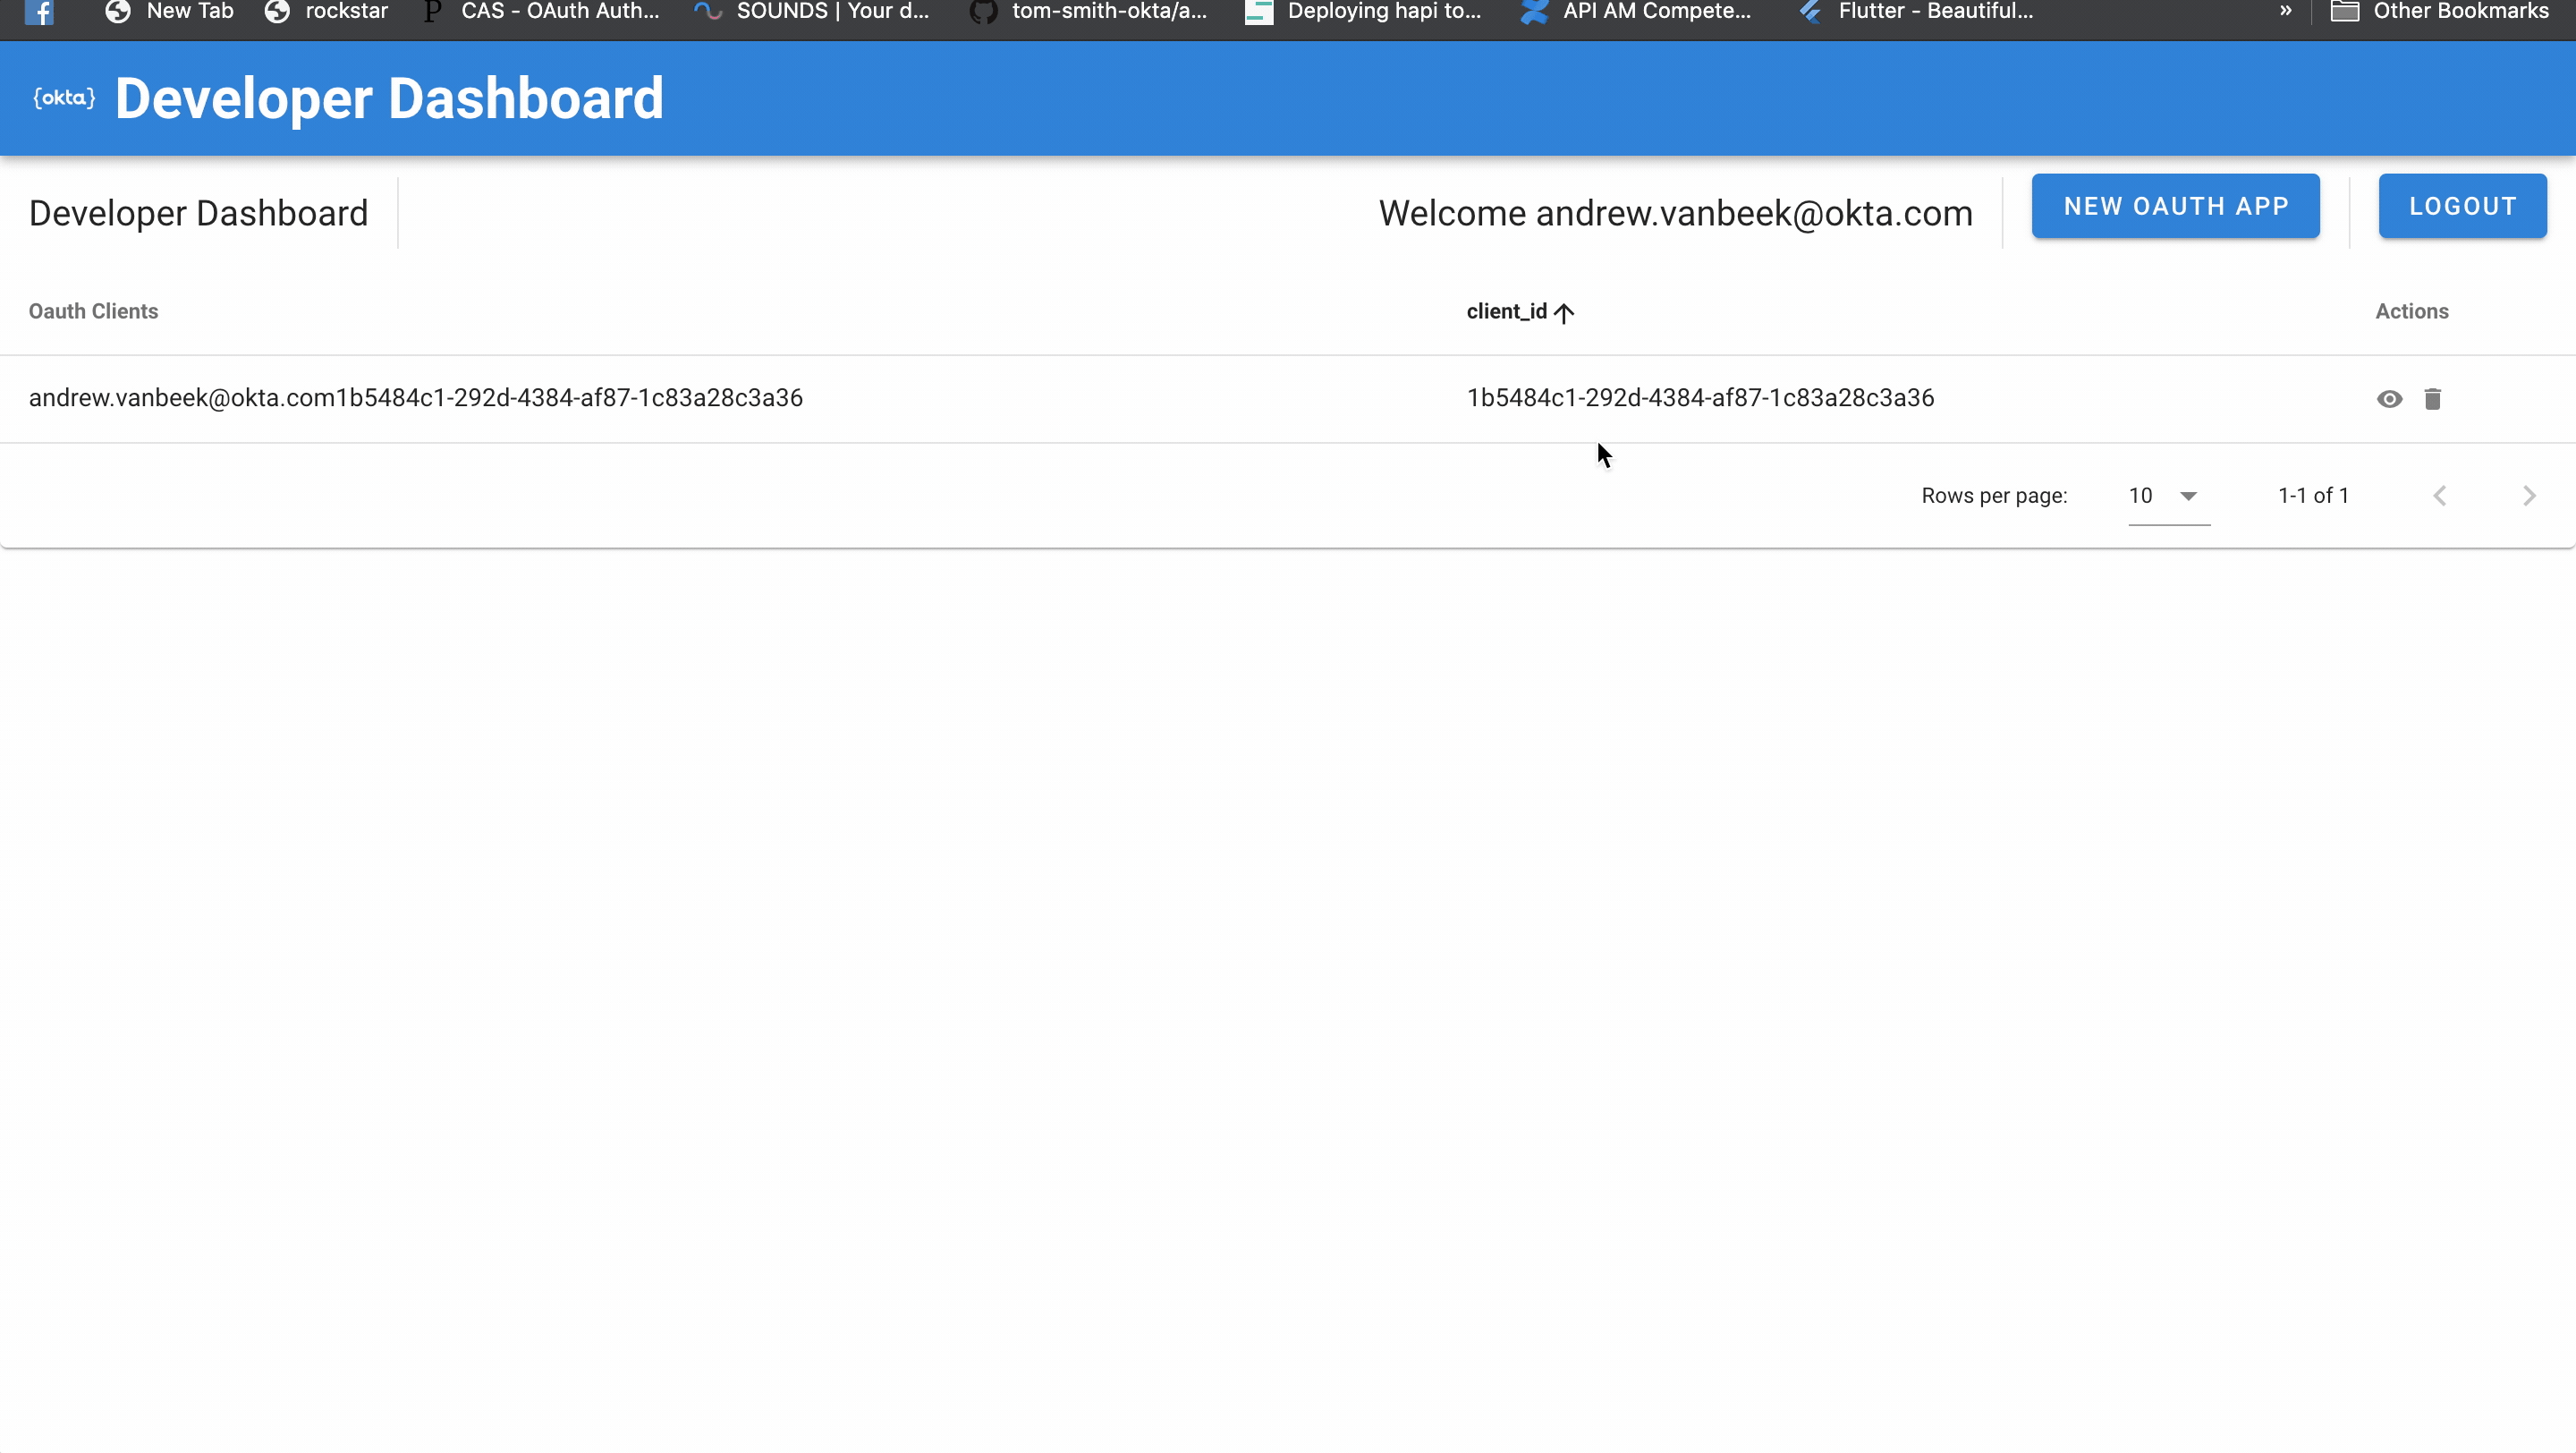 f New Tab rockstar P CAS - OAuth Auth... SOUNDS | Your d... tom-smith-okta/a... Deploying hapi to... API AM Compete... Flutter - Beautiful... » Other Bookmarks
{okta} Developer Dashboard
Developer Dashboard Welcome andrew.vanbeek@okta.com NEW OAUTH APP LOGOUT
Oauth Clients client_id Actions
andrew.vanbeek@okta.com1b5484c1-292d-4384-af87-1c83a28c3a36 1b5484c1-292d-4384-af87-1c83a28c3a36
Rows per page: 10 1-1 of 1